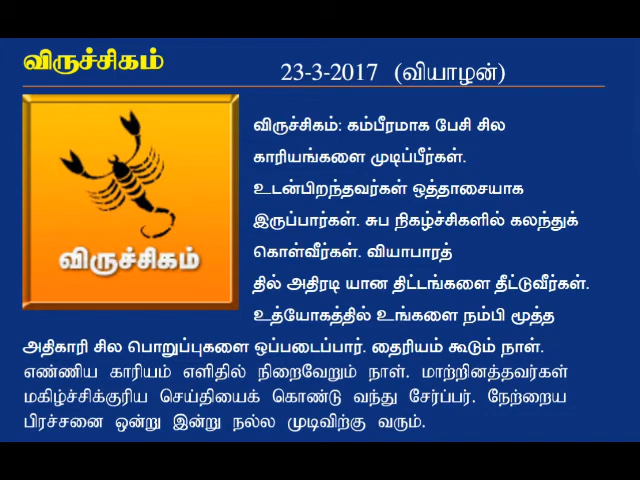 விருச்சிகம்
23-3-2017 (வியாழன்)
விருச்சிகம்: கம்பீரமாக பேசி சில
காரியங்களை முடிப்பீர்கள்.
உடன்பிறந்தவர்கள் ஒத்தாசையாக
இருப்பார்கள். சுப நிகழ்ச்சிகளில் கலந்துக்
கொள்வீர்கள். வியாபாரத்
தில் அதிரடி யான திட்டங்களை தீட்டுவீர்கள்.
உத்யோகத்தில் உங்களை நம்பி மூத்த
விருச்சிகம்
அதிகாரி சில பொறுப்புகளை ஒப்படைப்பார். தைரியம் கூடும் நாள்.
எண்ணிய காரியம் எளிதில் நிறைவேறும் நாள். மாற்றினத்தவர்கள்
மகிழ்ச்சிக்குரிய செய்தியைக் கொண்டு வந்து சேர்ப்பர். நேற்றைய
பிரச்சனை ஒன்று இன்று நல்ல முடிவிற்கு வரும்.